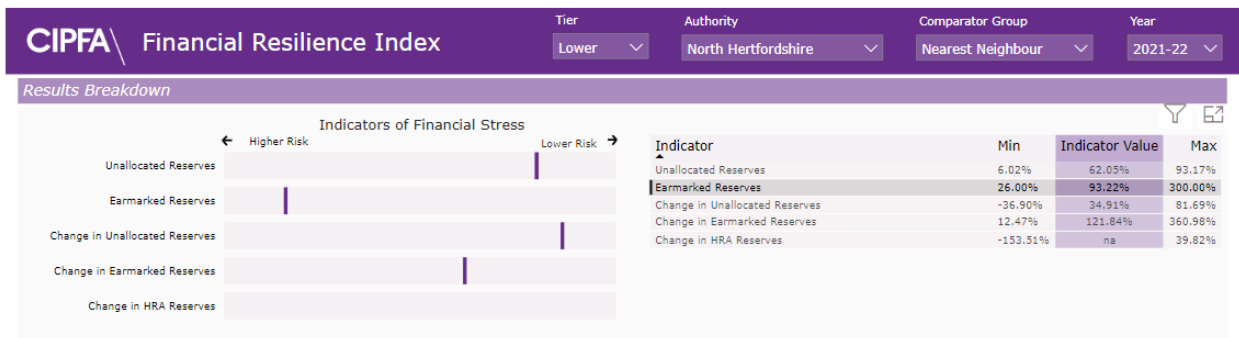 Tier Authority Comparator Group Year
CIPFA\ Financial Resilience Index
Lower North Hertfordshire Nearest Neighbour 2021-22
Results Breakdown
Indicators of Financial Stress
← Higher Risk Lower Risk →
Unallocated Reserves
Earmarked Reserves
Change in Unallocated Reserves
Change in Earmarked Reserves
Change in HRA Reserves
Indicator Min Indicator Value Max
Unallocated Reserves 6.02% 62.05% 93.17%
Earmarked Reserves 26.00% 93.22% 300.00%
Change in Unallocated Reserves -36.90% 34.91% 81.69%
Change in Earmarked Reserves 12.47% 121.84% 360.98%
Change in HRA Reserves -153.51% na 39.82%